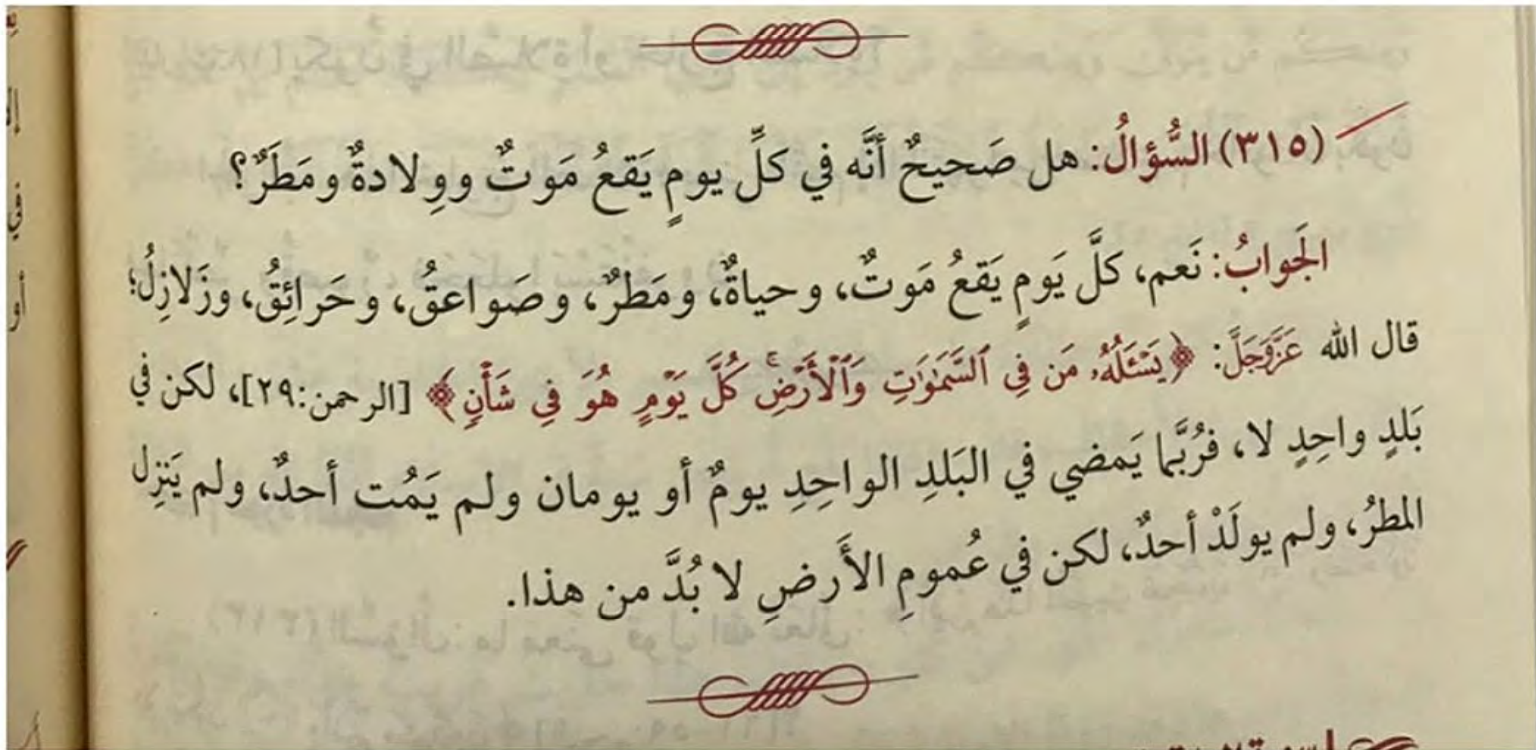 (٣١٥) السُّؤالُ: هل صَحيحٌ أنَّه في كلِّ يومٍ يَقعُ مَوتٌ ووِلادةٌ ومَطَرٌ؟
الجَوابُ: نَعم، كلَّ يَومٍ يَقعُ مَوتٌ، وحياةٌ، ومَطرٌ، وصَواعقُ، وحَرائِقُ، وزَلازِلُ؛
قال الله عَزَّوَجَلَّ: ﴿يَسْـَٔلُهُۥ مَن فِي ٱلسَّمَٰوَٰتِ وَٱلْأَرْضِۚ كُلَّ يَوْمٍ هُوَ فِي شَأْنٍ﴾ [الرحمن:٢٩]، لكن في
بَلدٍ واحِدٍ لا، فرُبَّما يَمضي في البَلدِ الواحِدِ يومٌ أو يومان ولم يَمُت أحدٌ، ولم يَنزِل
المطرُ، ولم يولَدْ أحدٌ، لكن في عُمومِ الأَرضِ لا بُدَّ من هذا.